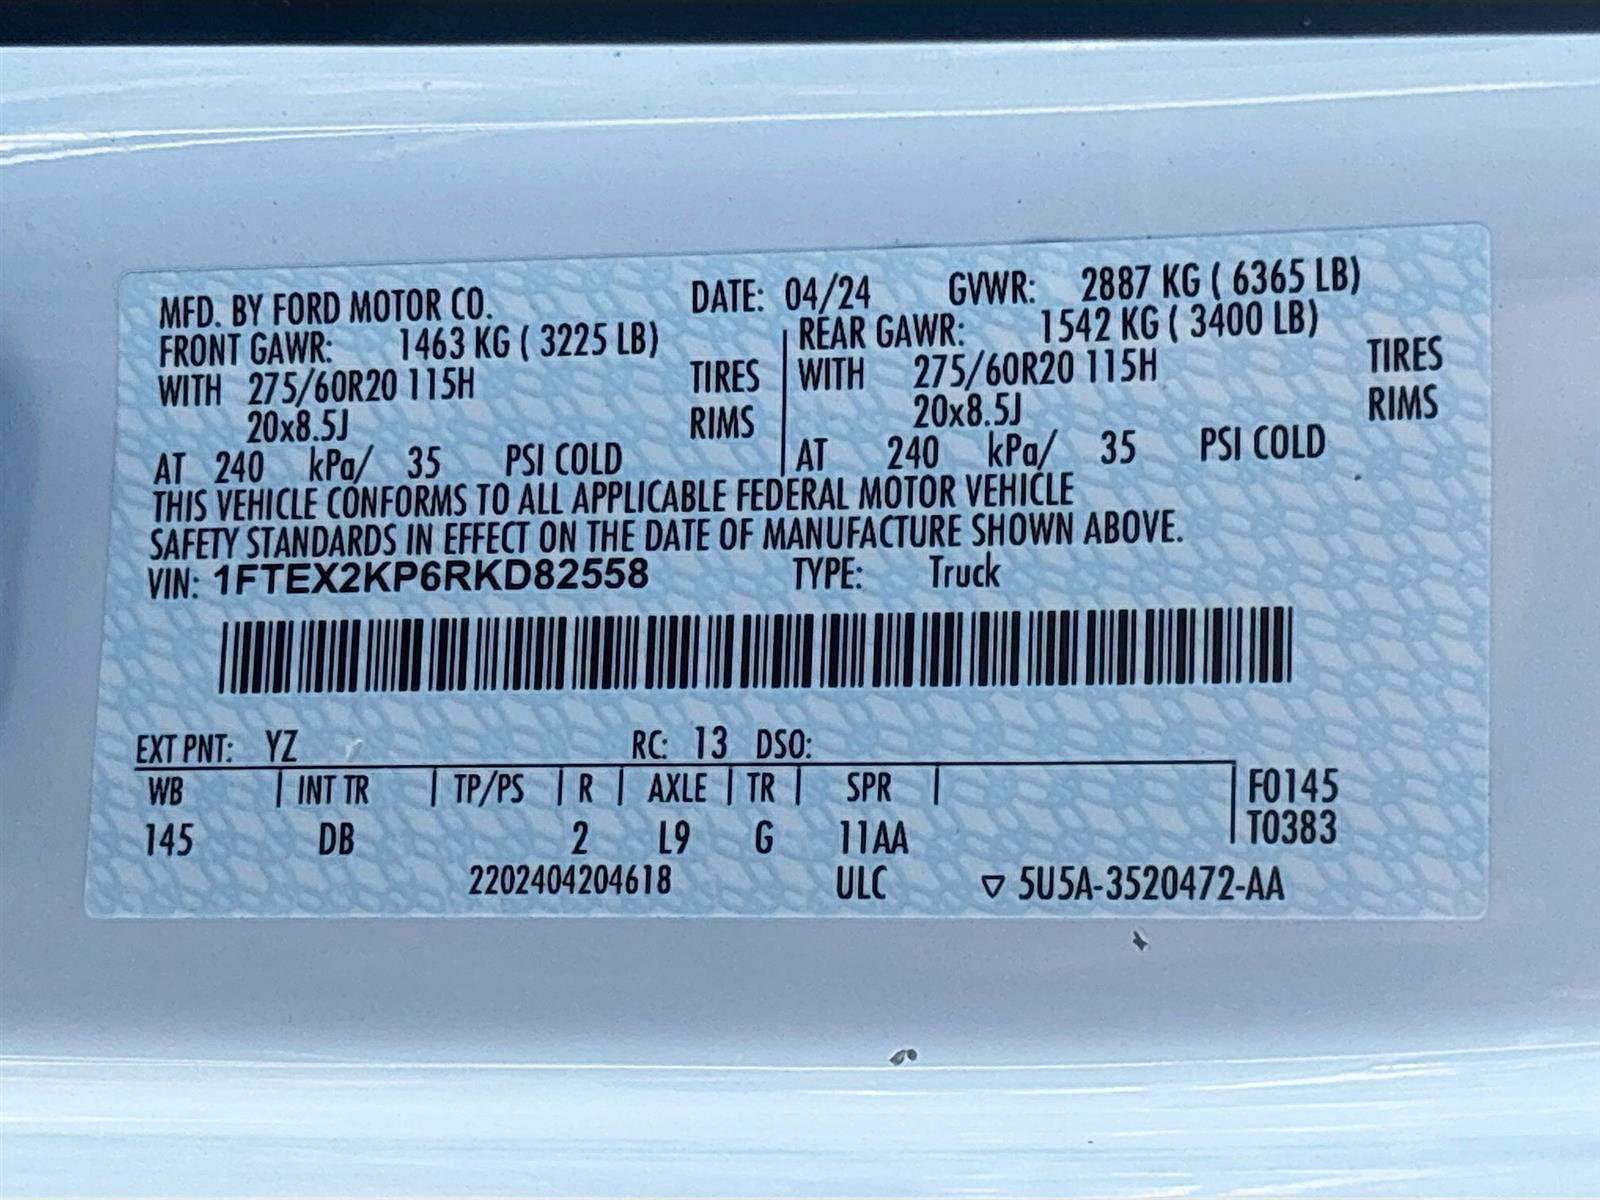 MFD. BY FORD MOTOR CO. DATE: 04/24 GVWR: 2887 KG ( 6365 LB)
FRONT GAWR: 1463 KG ( 3225 LB) REAR GAWR: 1542 KG ( 3400 LB)
WITH 275/60R20 115H TIRES WITH 275/60R20 115H TIRES
20x8.5J RIMS 20x8.5J RIMS
AT 240 kPa/ 35 PSI COLD AT 240 kPa/ 35 PSI COLD
THIS VEHICLE CONFORMS TO ALL APPLICABLE FEDERAL MOTOR VEHICLE
SAFETY STANDARDS IN EFFECT ON THE DATE OF MANUFACTURE SHOWN ABOVE.
VIN: 1FTEX2KP6RKD82558 TYPE: Truck
EXT PNT: YZ RC: 13 DSO:
WB INT TR TP/PS R AXLE TR SPR F0145
145 DB 2 L9 G 11AA T0383
2202404204618 ULC ▽ 5U5A-3520472-AA